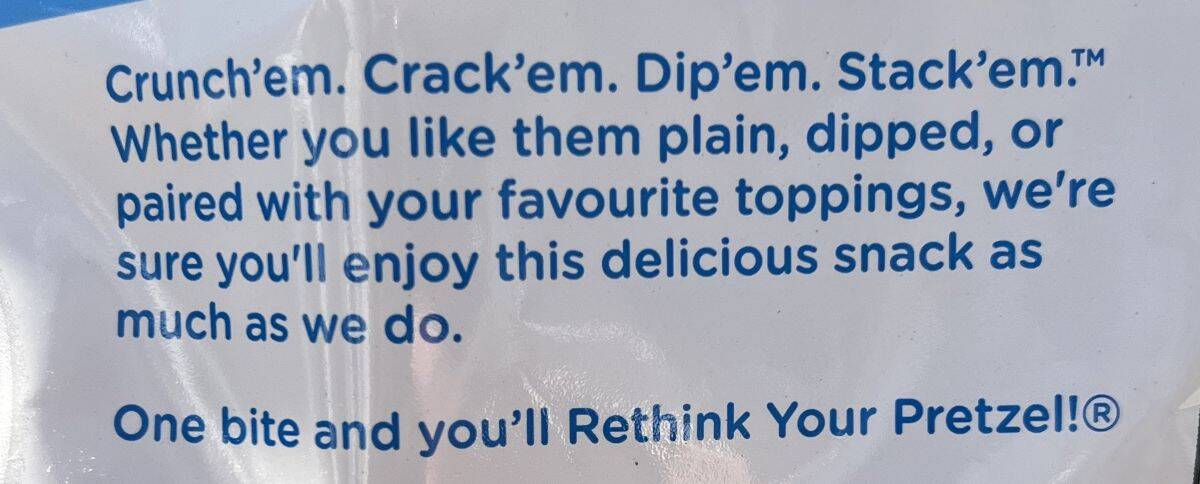 Crunch’em. Crack’em. Dip’em. Stack’em.™
Whether you like them plain, dipped, or
paired with your favourite toppings, we're
sure you'll enjoy this delicious snack as
much as we do.
One bite and you’ll Rethink Your Pretzel!®